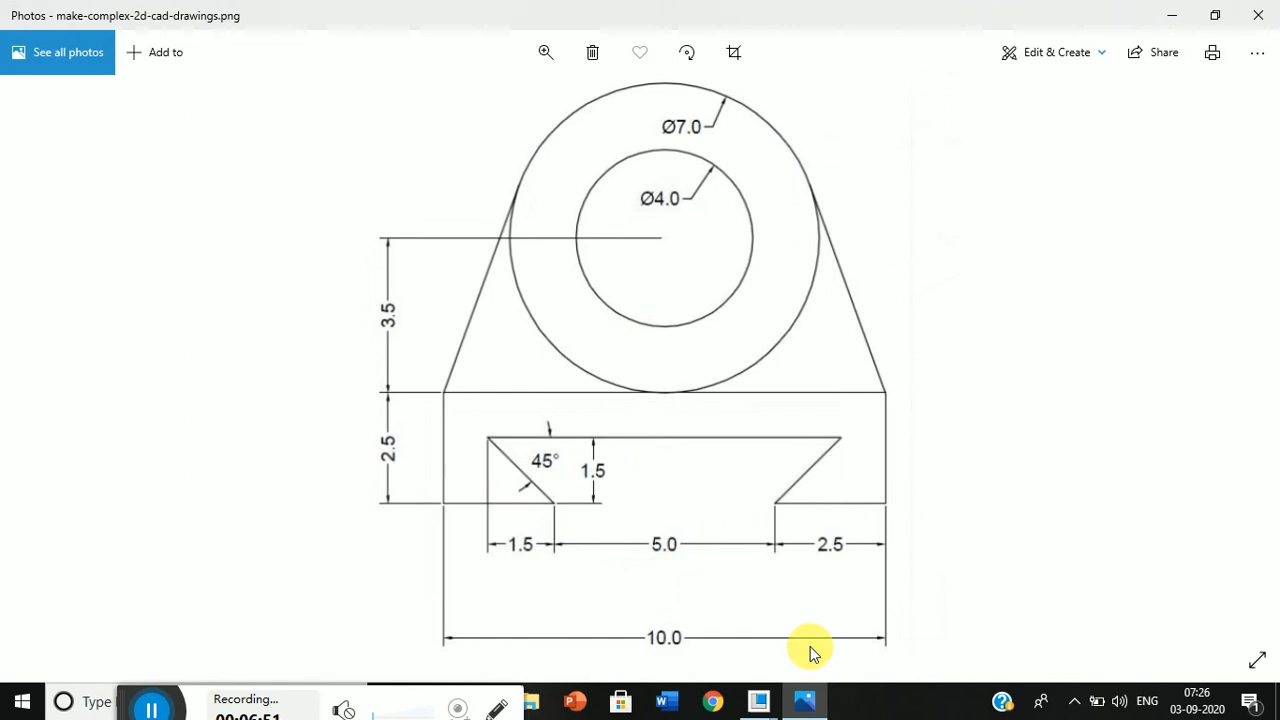 Photos - make-complex-2d-cad-drawings.png
See all photos
Add to
Edit & Create
Share
Ø7.0
Ø4.0
3.5
2.5
45°
1.5
1.5
5.0
2.5
10.0
Type
Recording...
00:06:51
ENG
07:26
03-09-2020
1